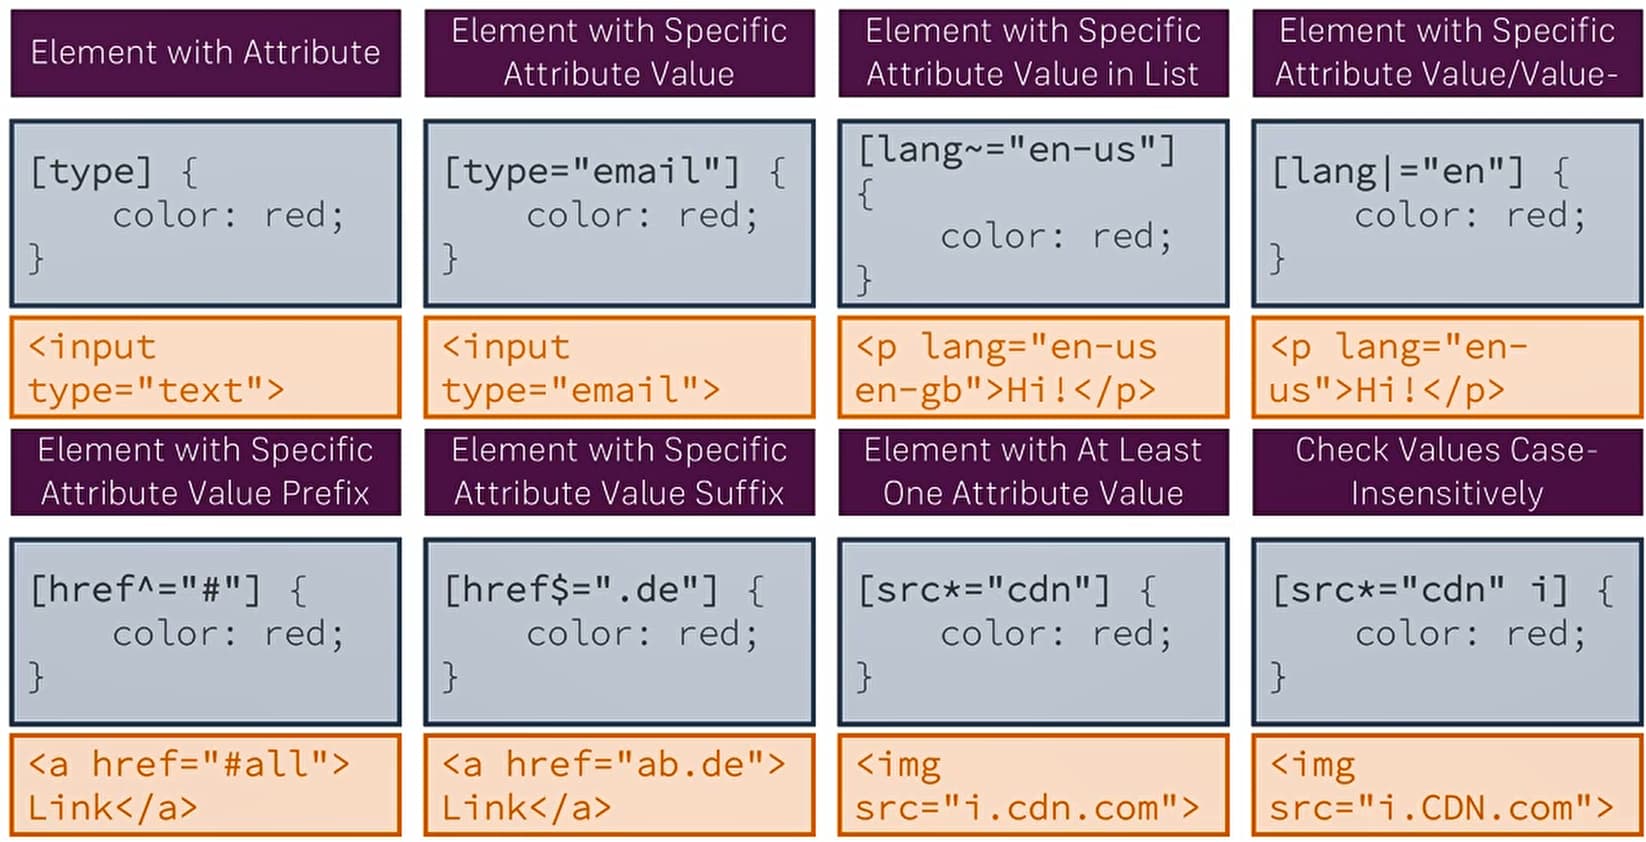 Element with Attribute
Element with Specific
Attribute Value
Element with Specific
Attribute Value in List
Element with Specific
Attribute Value/Value-
[type] {
    color: red;
}
[type="email"] {
    color: red;
}
[lang~="en-us"]
{
    color: red;
}
[lang|="en"] {
    color: red;
}
<input
type="text">
<input
type="email">
<p lang="en-us
en-gb">Hi!</p>
<p lang="en-
us">Hi!</p>
Element with Specific
Attribute Value Prefix
Element with Specific
Attribute Value Suffix
Element with At Least
One Attribute Value
Check Values Case-
Insensitively
[href^="#"] {
    color: red;
}
[href$=".de"] {
    color: red;
}
[src*="cdn"] {
    color: red;
}
[src*="cdn" i] {
    color: red;
}
<a href="#all">
Link</a>
<a href="ab.de">
Link</a>
<img
src="i.cdn.com">
<img
src="i.CDN.com">